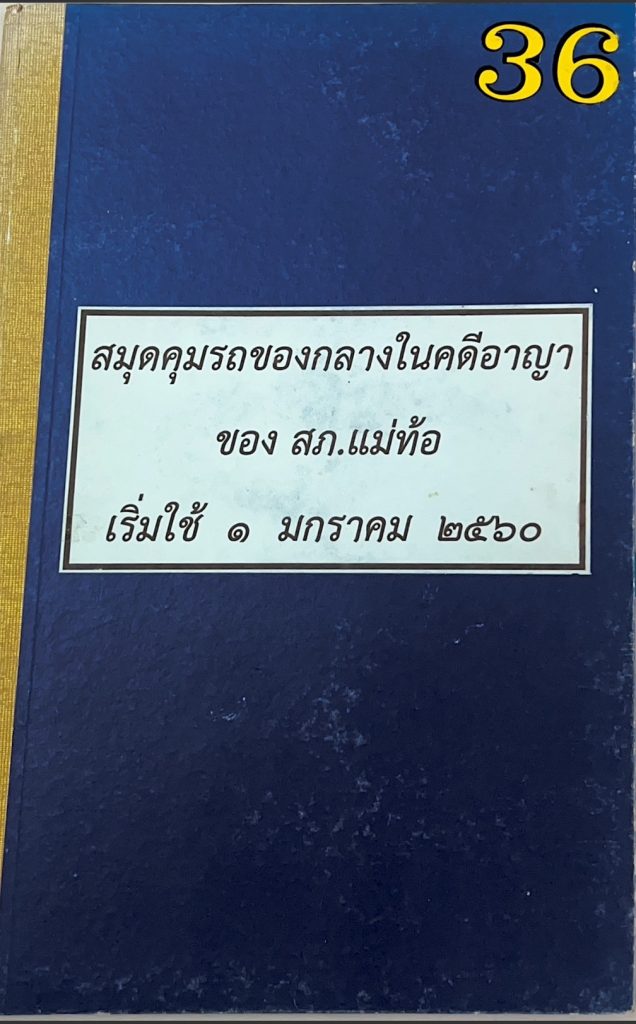 36
สมุดคุมรถของกลางในคดีอาญา
ของ สภ.แม่ท้อ
เริ่มใช้ ๑ มกราคม ๒๕๖๐